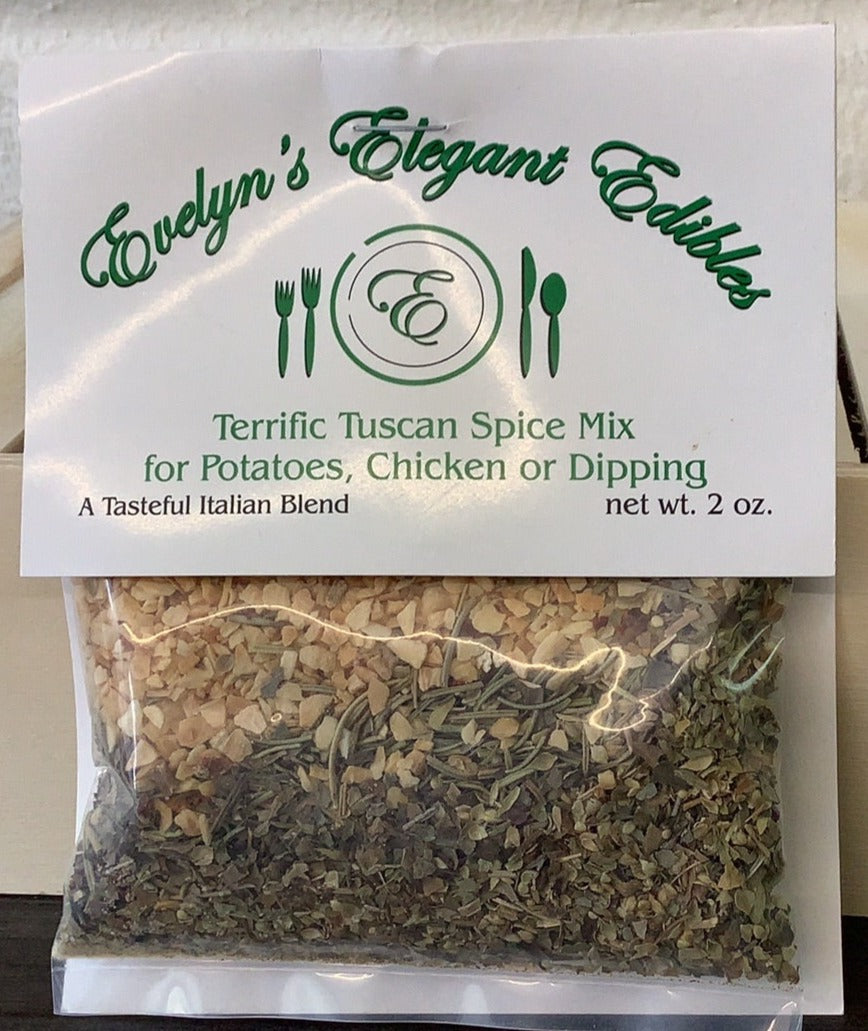 Evelyn's Elegant Edibles
E
Terrific Tuscan Spice Mix
for Potatoes, Chicken or Dipping
A Tasteful Italian Blend net wt. 2 oz.